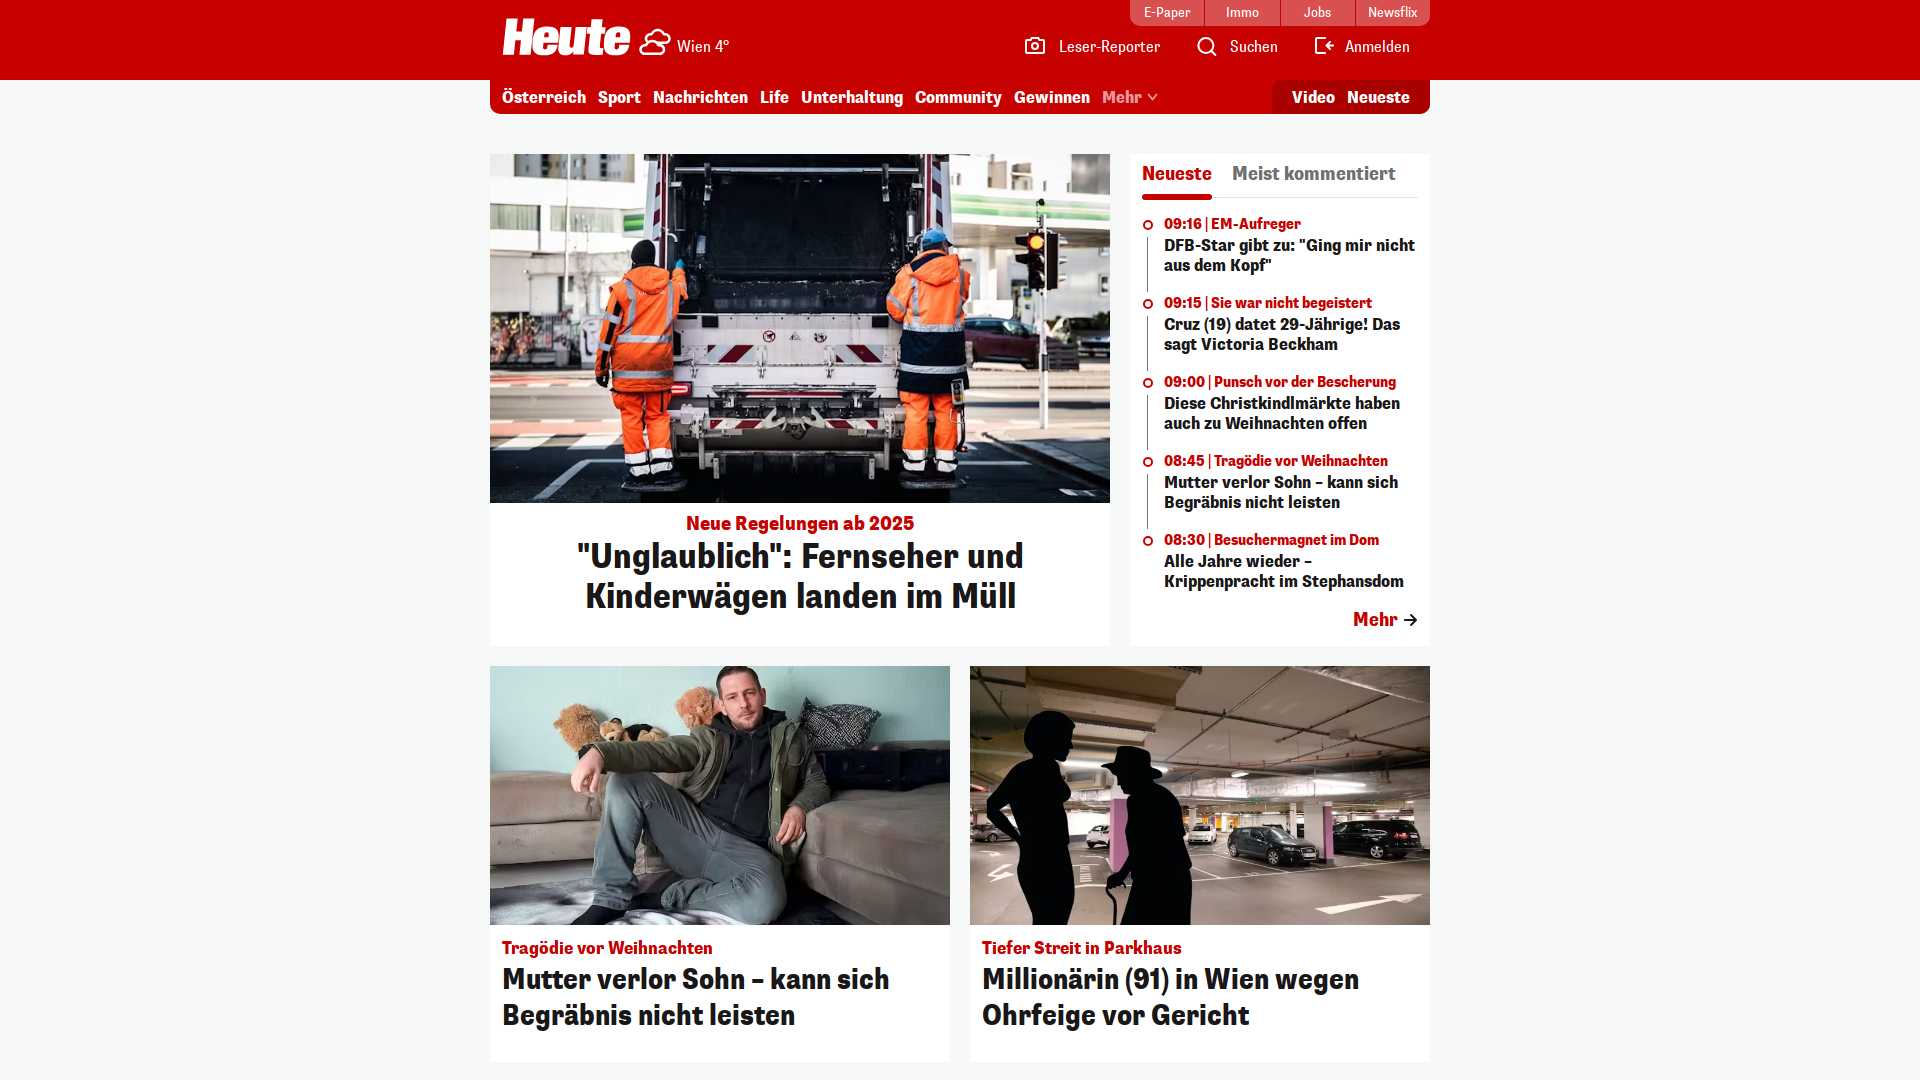 E-Paper
Immo
Jobs
Newsflix
Heute
Wien 4°
Leser-Reporter
Suchen
Anmelden
Österreich
Sport
Nachrichten
Life
Unterhaltung
Community
Gewinnen
Mehr
Video
Neueste
Neue Regelungen ab 2025
"Unglaublich": Fernseher und
Kinderwägen landen im Müll
Neueste
Meist kommentiert
09:16 | EM-Aufreger
DFB-Star gibt zu: "Ging mir nicht
aus dem Kopf"
09:15 | Sie war nicht begeistert
Cruz (19) datet 29-Jährige! Das
sagt Victoria Beckham
09:00 | Punsch vor der Bescherung
Diese Christkindlmärkte haben
auch zu Weihnachten offen
08:45 | Tragödie vor Weihnachten
Mutter verlor Sohn – kann sich
Begräbnis nicht leisten
08:30 | Besuchermagnet im Dom
Alle Jahre wieder –
Krippenpracht im Stephansdom
Mehr
Tragödie vor Weihnachten
Mutter verlor Sohn – kann sich
Begräbnis nicht leisten
Tiefer Streit in Parkhaus
Millionärin (91) in Wien wegen
Ohrfeige vor Gericht